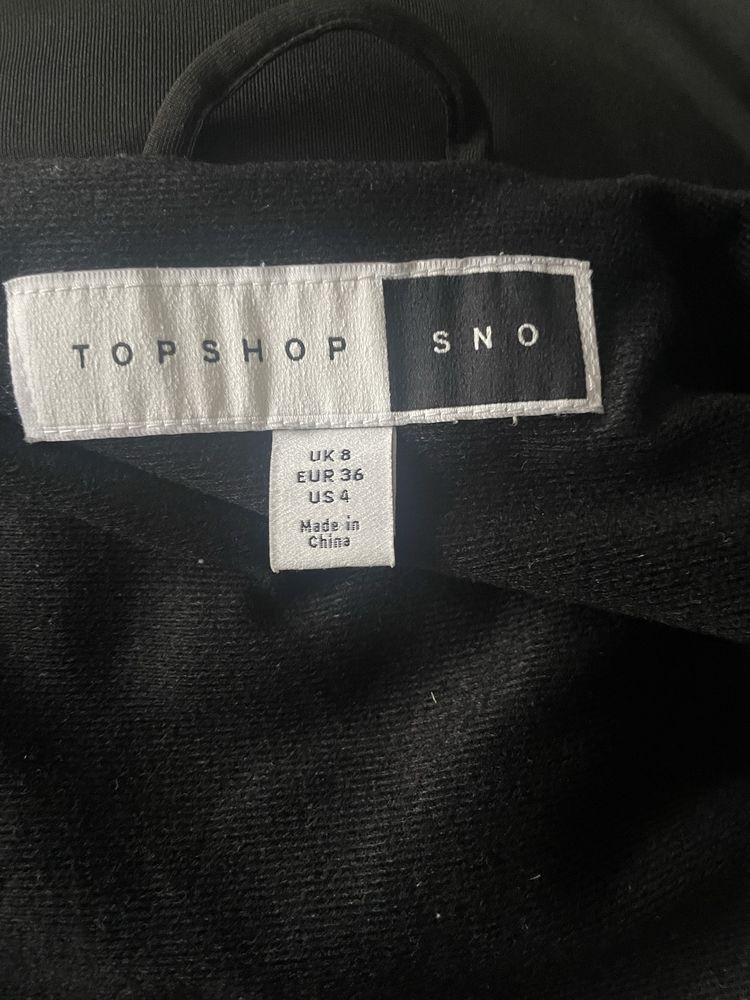 TOPSHOP SNO
UK 8
EUR 36
US 4
Made in
China